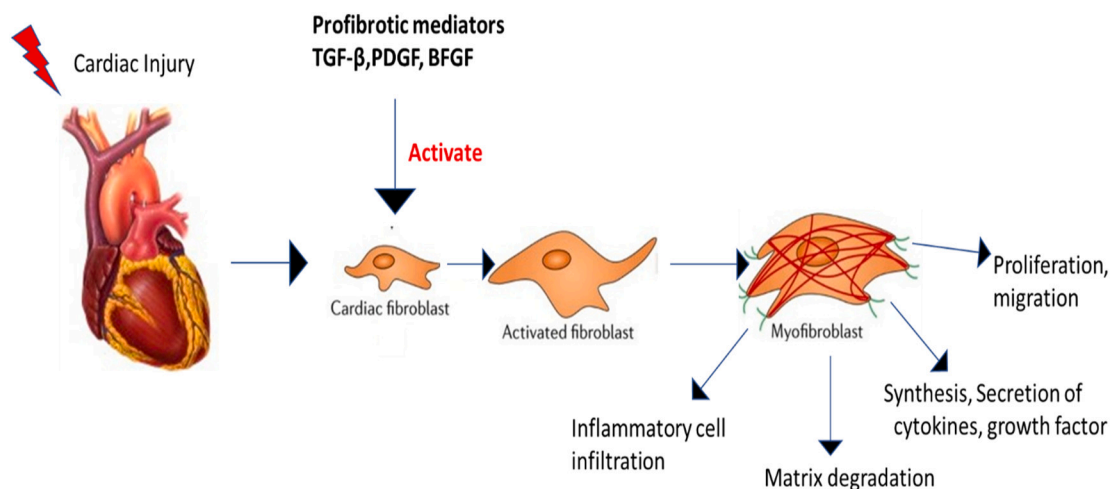 Profibrotic mediators
TGF-β,PDGF, BFGF
Cardiac Injury
Activate
Cardiac fibroblast
Activated fibroblast
Myofibroblast
Proliferation,
migration
Synthesis, Secretion of
cytokines, growth factor
Inflammatory cell
infiltration
Matrix degradation